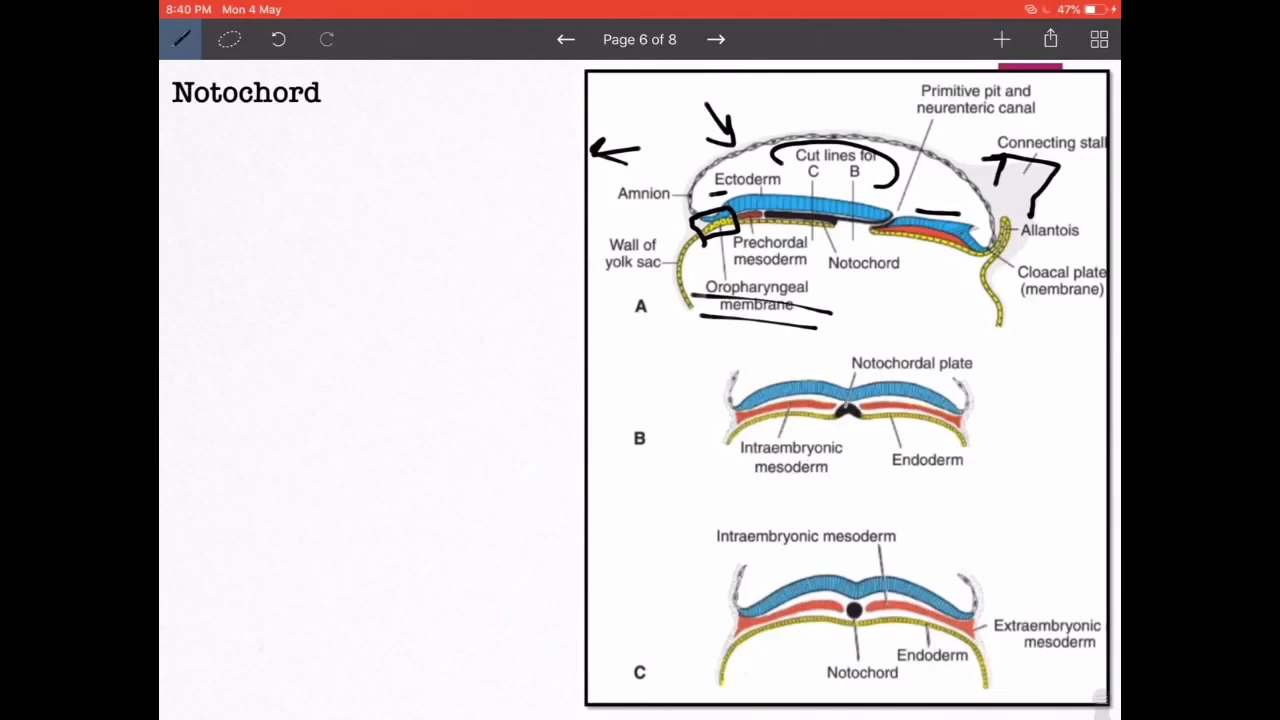 8:40 PM Mon 4 May
47%
Page 6 of 8
Notochord
Primitive pit and
neurenteric canal
Connecting stall
Cut lines for
C B
Ectoderm
Amnion
Allantois
Wall of
yolk sac
Prechordal
mesoderm
Notochord
Cloacal plate
(membrane)
Oropharyngeal
membrane
A
Notochordal plate
B
Intraembryonic
mesoderm
Endoderm
Intraembryonic mesoderm
Extraembryonic
mesoderm
Endoderm
Notochord
C